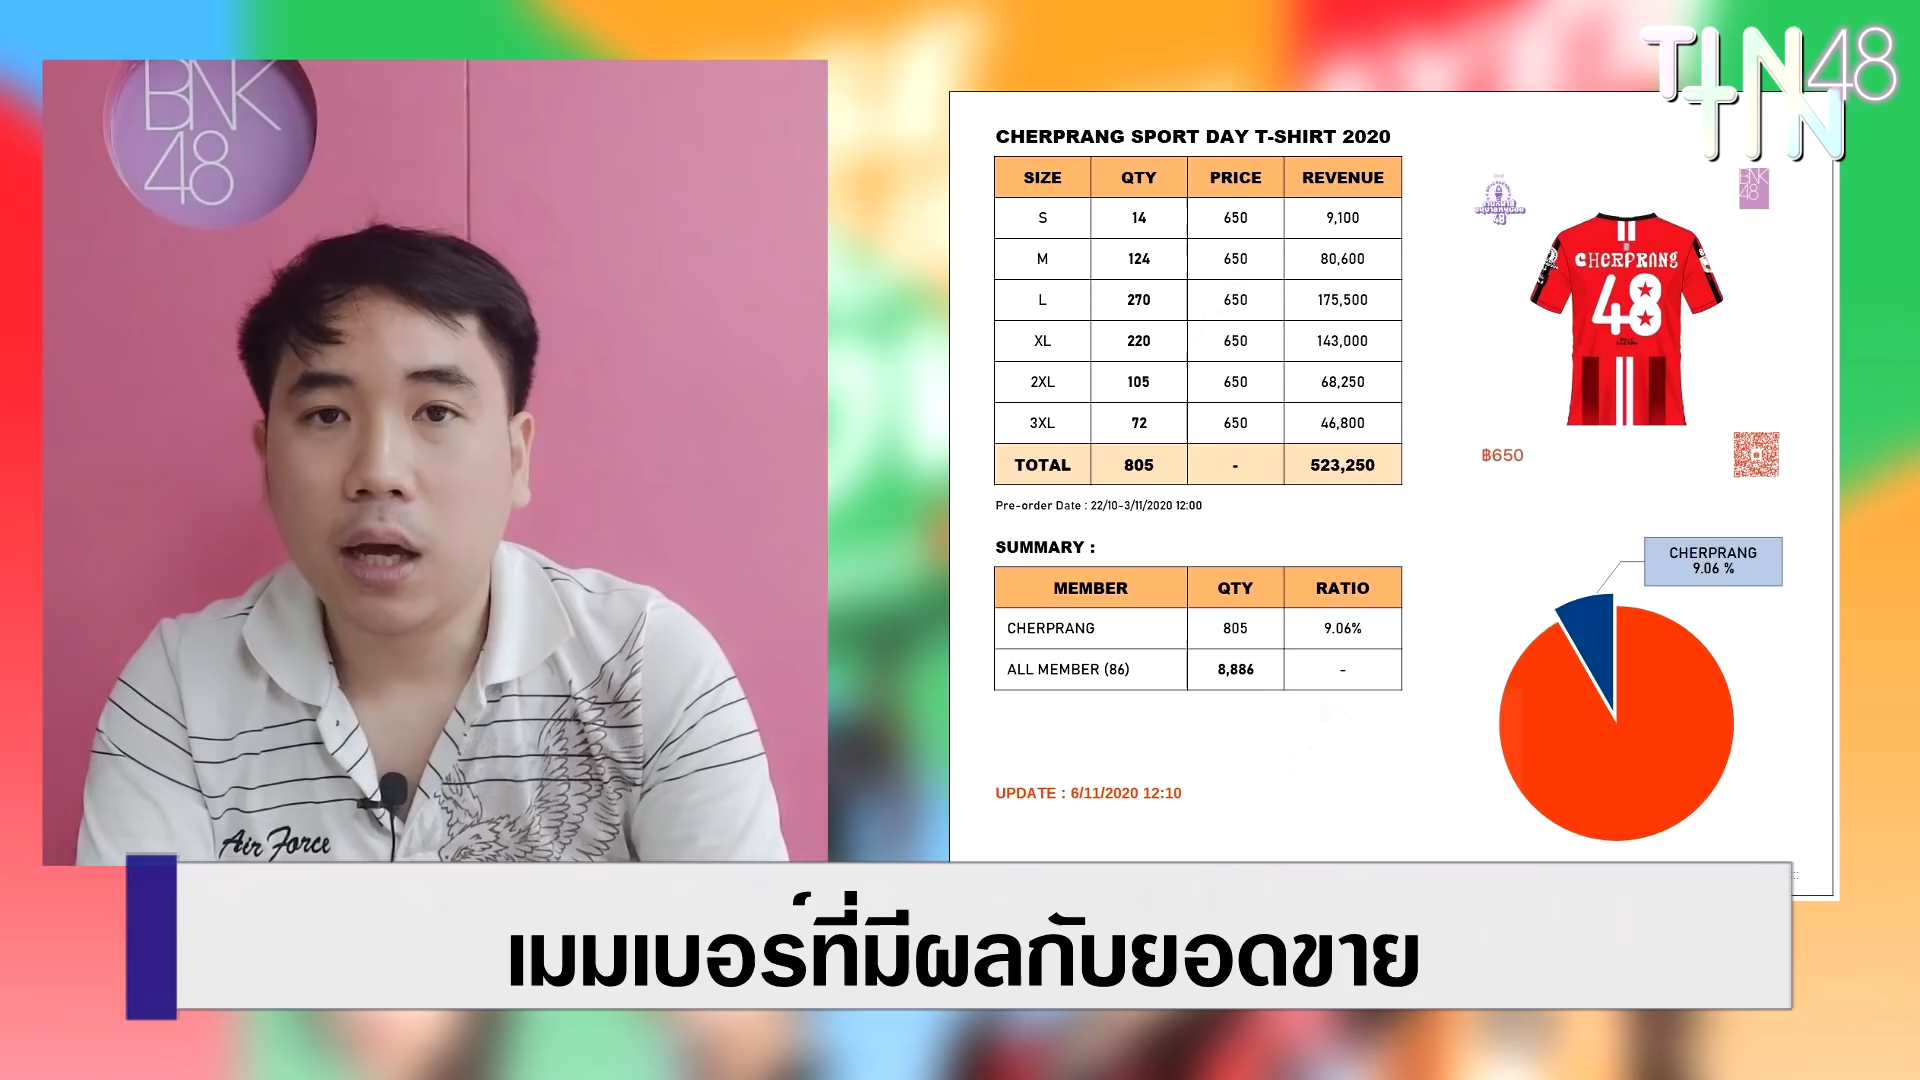 BNK
48
TIN48
TIN
CHERPRANG SPORT DAY T-SHIRT 2020
SIZE QTY PRICE REVENUE
S 14 650 9,100
M 124 650 80,600
L 270 650 175,500
XL 220 650 143,000
2XL 105 650 68,250
3XL 72 650 46,800
TOTAL 805 - 523,250
Pre-order Date : 22/10-3/11/2020 12:00
BNK
48
CHERPRANG
48
฿650
SUMMARY :
MEMBER QTY RATIO
CHERPRANG 805 9.06%
ALL MEMBER (86) 8,886 -
CHERPRANG
9.06 %
UPDATE : 6/11/2020 12:10
Air Force
เมมเบอร์ที่มีผลกับยอดขาย